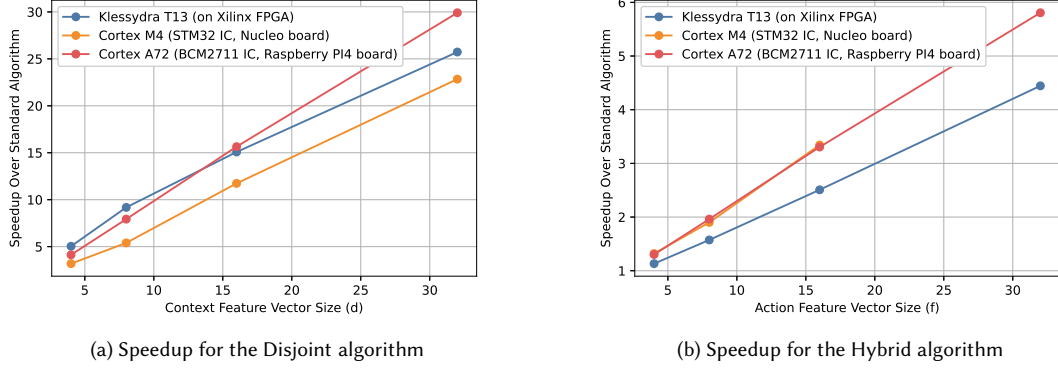 Klessydra T13 (on Xilinx FPGA)
Cortex M4 (STM32 IC, Nucleo board)
Cortex A72 (BCM2711 IC, Raspberry PI4 board)
30
25
20
15
10
5
Speedup Over Standard Algorithm
5 10 15 20 25 30
Context Feature Vector Size (d)
(a) Speedup for the Disjoint algorithm
Klessydra T13 (on Xilinx FPGA)
Cortex M4 (STM32 IC, Nucleo board)
Cortex A72 (BCM2711 IC, Raspberry PI4 board)
6
5
4
3
2
1
Speedup Over Standard Algorithm
5 10 15 20 25 30
Action Feature Vector Size (f)
(b) Speedup for the Hybrid algorithm